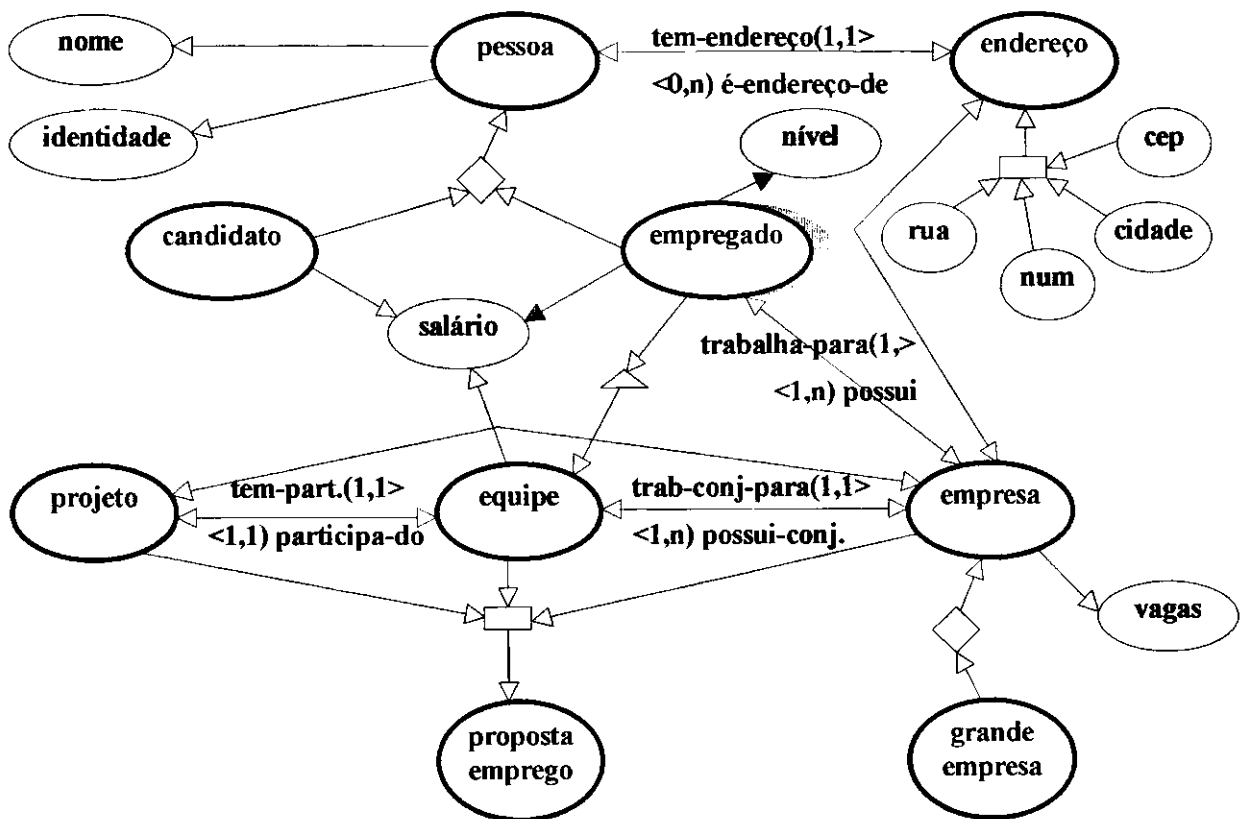 nome
pessoa
tem-endereço(1,1>
endereço
<0,n) é-endereço-de
identidade
nível
cep
candidato
empregado
rua
cidade
num
salário
trabalha-para(1,>
<1,n) possui
projeto
tem-part.(1,1>
equipe
trab-conj-para(1,1>
empresa
<1,1) participa-do
<1,n) possui-conj.
vagas
proposta
emprego
grande
empresa